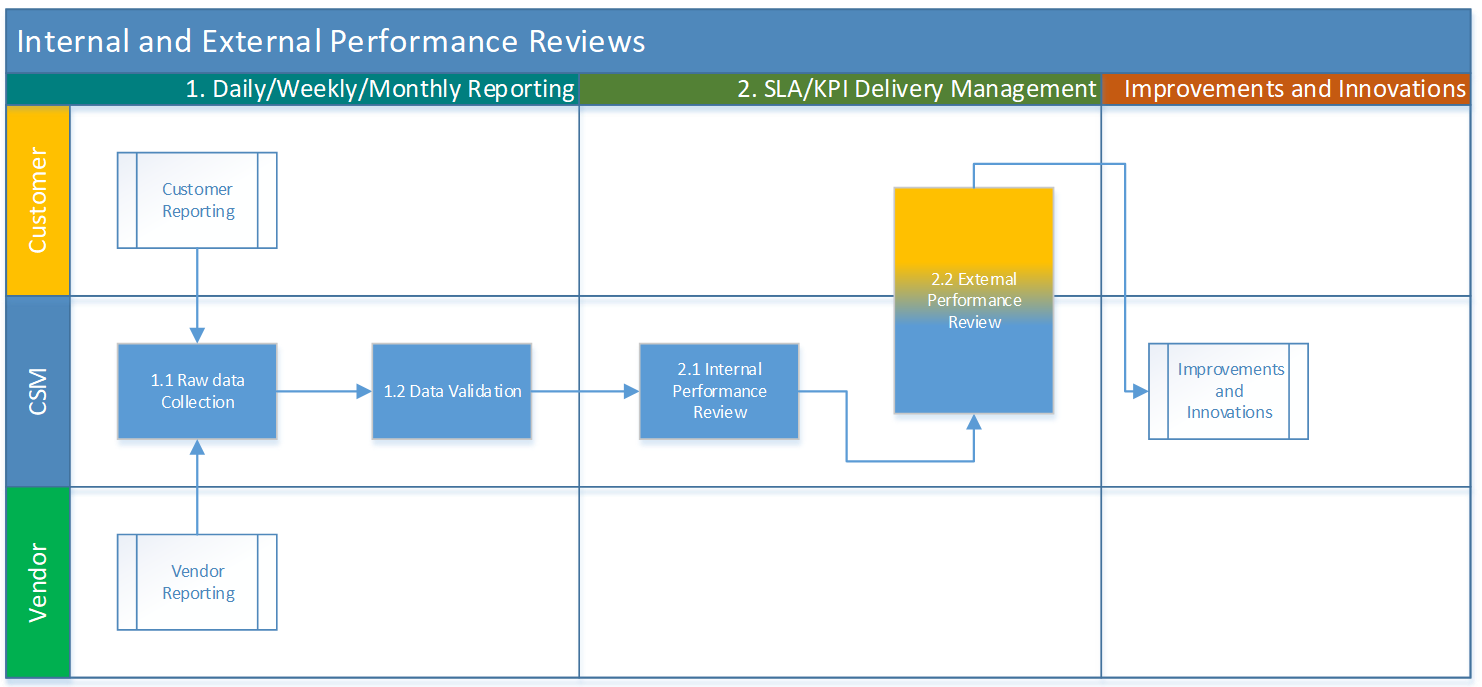 Internal and External Performance Reviews
1. Daily/Weekly/Monthly Reporting
2. SLA/KPI Delivery Management
Improvements and Innovations
Customer
Customer
Reporting
2.2 External
Performance
Review
CSM
1.1 Raw data
Collection
1.2 Data Validation
2.1 Internal
Performance
Review
Improvements
and
Innovations
Vendor
Vendor
Reporting